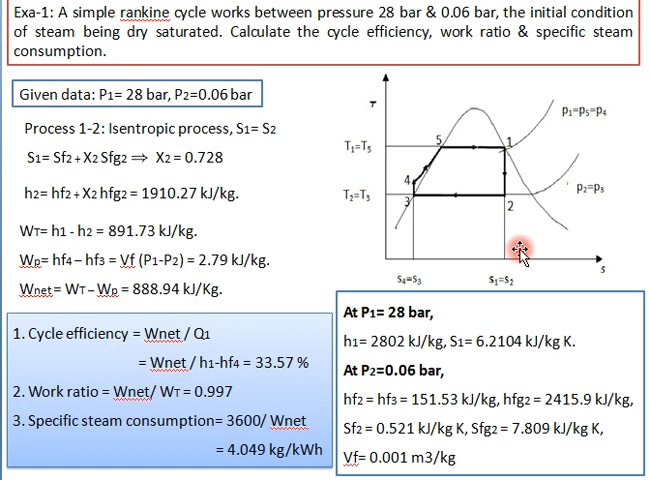 Exa-1: A simple rankine cycle works between pressure 28 bar & 0.06 bar, the initial condition
of steam being dry saturated. Calculate the cycle efficiency, work ratio & specific steam
consumption.
Given data: P1= 28 bar, P2=0.06 bar
Process 1-2: Isentropic process, S1= S2
S1= Sf2 + X2 Sfg2 ⟹ X2 = 0.728
h2= hf2 + X2 hfg2 = 1910.27 kJ/kg.
WT= h1 - h2 = 891.73 kJ/kg.
Wp= hf4 – hf3 = Vf (P1-P2) = 2.79 kJ/kg.
Wnet= WT – Wp = 888.94 kJ/Kg.
1. Cycle efficiency = Wnet / Q1
= Wnet / h1-hf4 = 33.57 %
2. Work ratio = Wnet/ WT = 0.997
3. Specific steam consumption= 3600/ Wnet
= 4.049 kg/kWh
T
P1=P5=P4
5
1
T1=T5
4
P2=P3
T2=T3
3
2
S4=S3
S1=S2
s
At P1= 28 bar,
h1= 2802 kJ/kg, S1= 6.2104 kJ/kg K.
At P2=0.06 bar,
hf2 = hf3 = 151.53 kJ/kg, hfg2 = 2415.9 kJ/kg,
Sf2 = 0.521 kJ/kg K, Sfg2 = 7.809 kJ/kg K,
Vf= 0.001 m3/kg